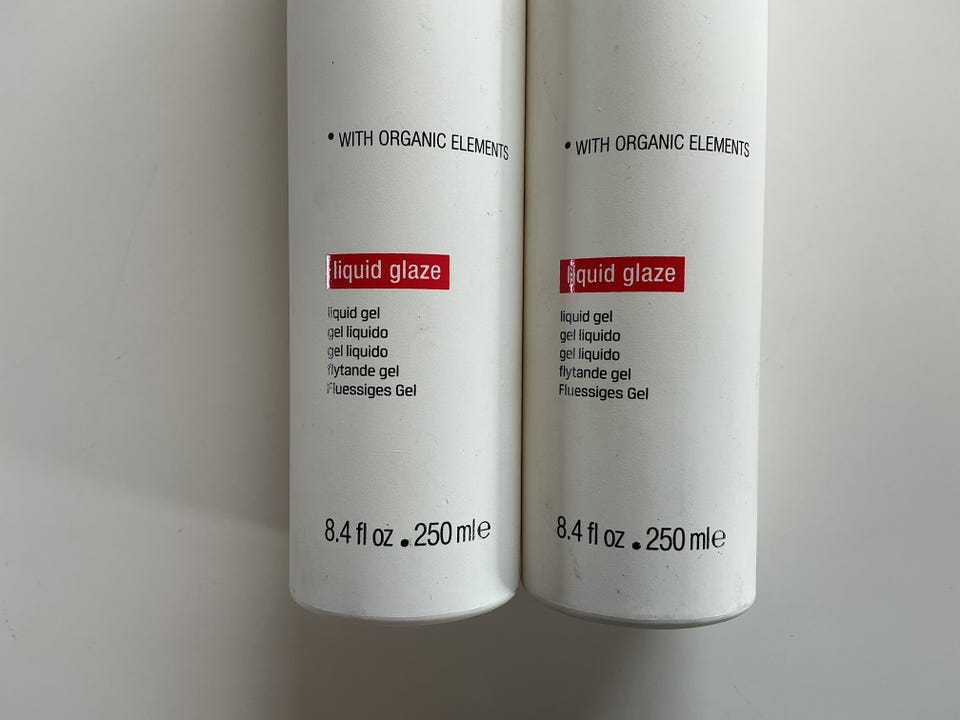 • WITH ORGANIC ELEMENTS
liquid glaze
liquid gel
gel liquido
gel liquido
flytande gel
Fluessiges Gel
8.4 fl oz . 250 ml e
• WITH ORGANIC ELEMENTS
liquid glaze
liquid gel
gel liquido
gel liquido
flytande gel
Fluessiges Gel
8.4 fl oz . 250 ml e